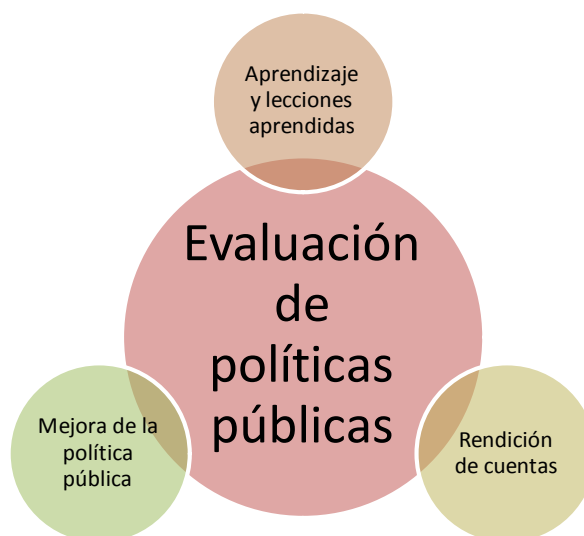 Aprendizaje
y lecciones
aprendidas
Evaluación
de
políticas
públicas
Mejora de la
política
pública
Rendición
de cuentas